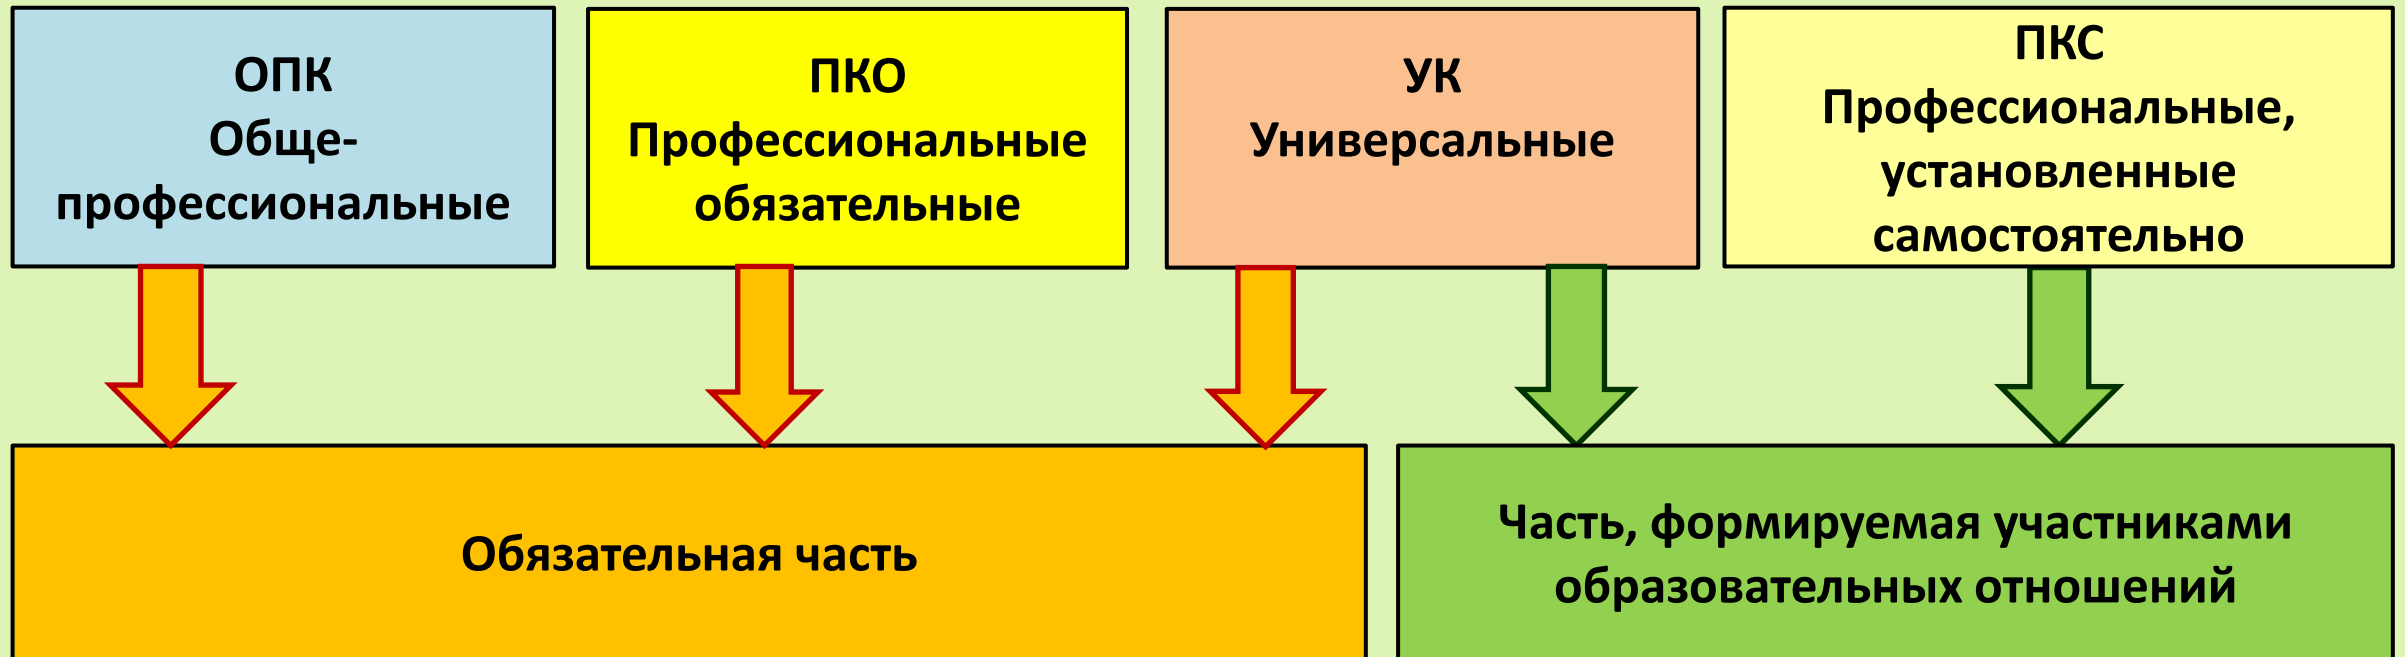 ОПК
Обще-
профессиональные
ПКО
Профессиональные
обязательные
УК
Универсальные
ПКС
Профессиональные,
установленные
самостоятельно
Обязательная часть
Часть, формируемая участниками
образовательных отношений